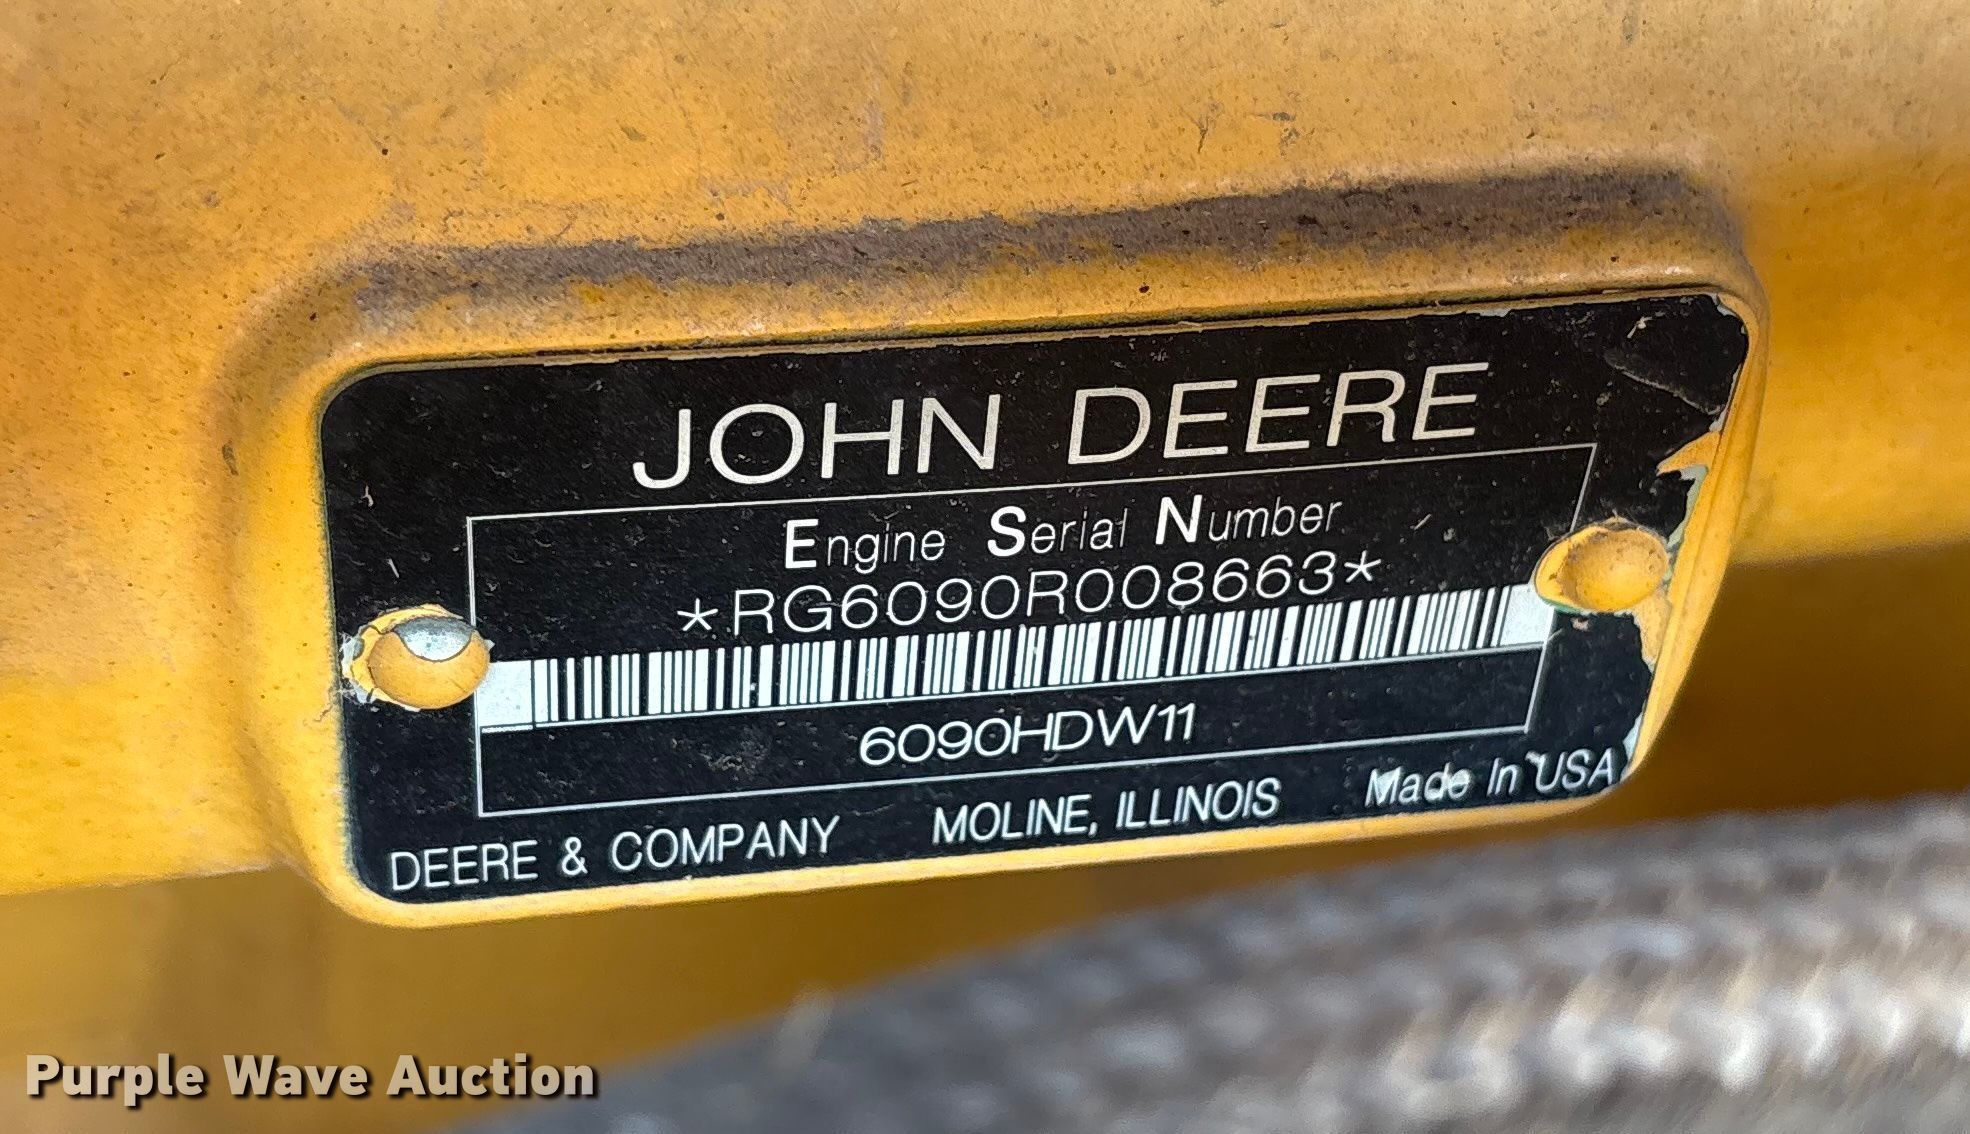 JOHN DEERE
Engine Serial Number
*RG6090R008663*
6090HDW11
DEERE & COMPANY MOLINE, ILLINOIS Made In USA
Purple Wave Auction